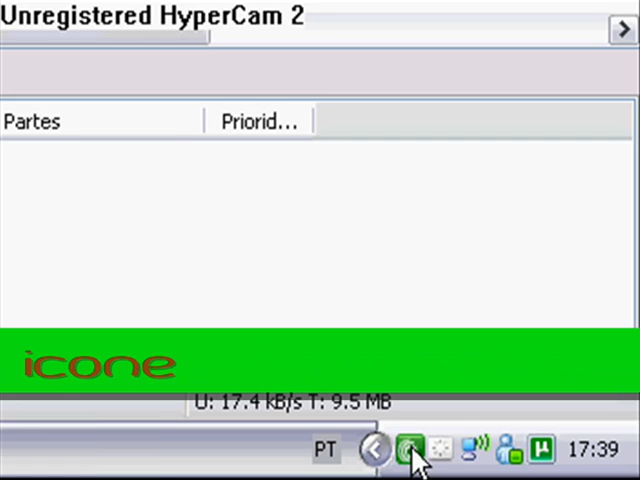 Unregistered HyperCam 2
Partes Priorid...
icone
U: 17.4 kB/s T: 9.5 MB
PT 17:39